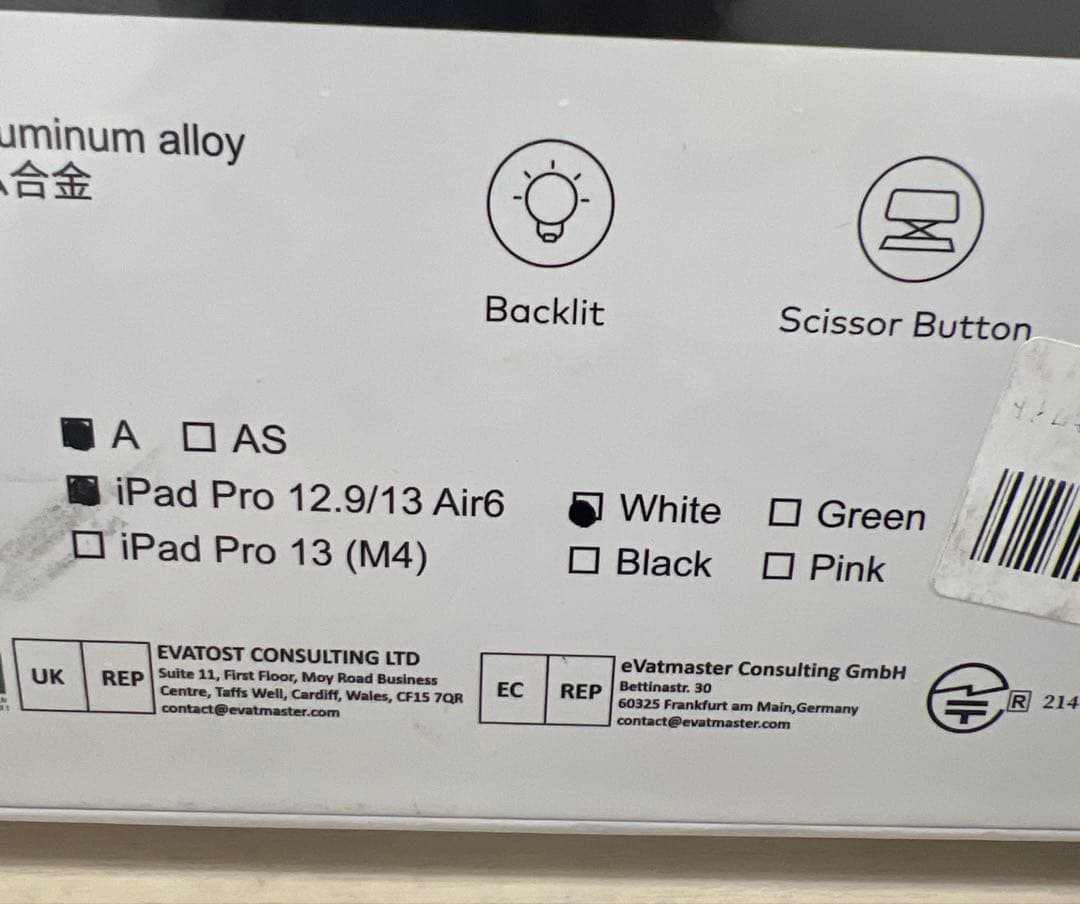 uminum alloy
合金
Backlit
Scissor Button
A AS
iPad Pro 12.9/13 Air6
iPad Pro 13 (M4)
White Green
Black Pink
UK REP
EVATOST CONSULTING LTD
Suite 11, First Floor, Moy Road Business
Centre, Taffs Well, Cardiff, Wales, CF15 7QR
contact@evatmaster.com
EC REP
eVatmaster Consulting GmbH
Bettinastr. 30
60325 Frankfurt am Main,Germany
contact@evatmaster.com
R 214